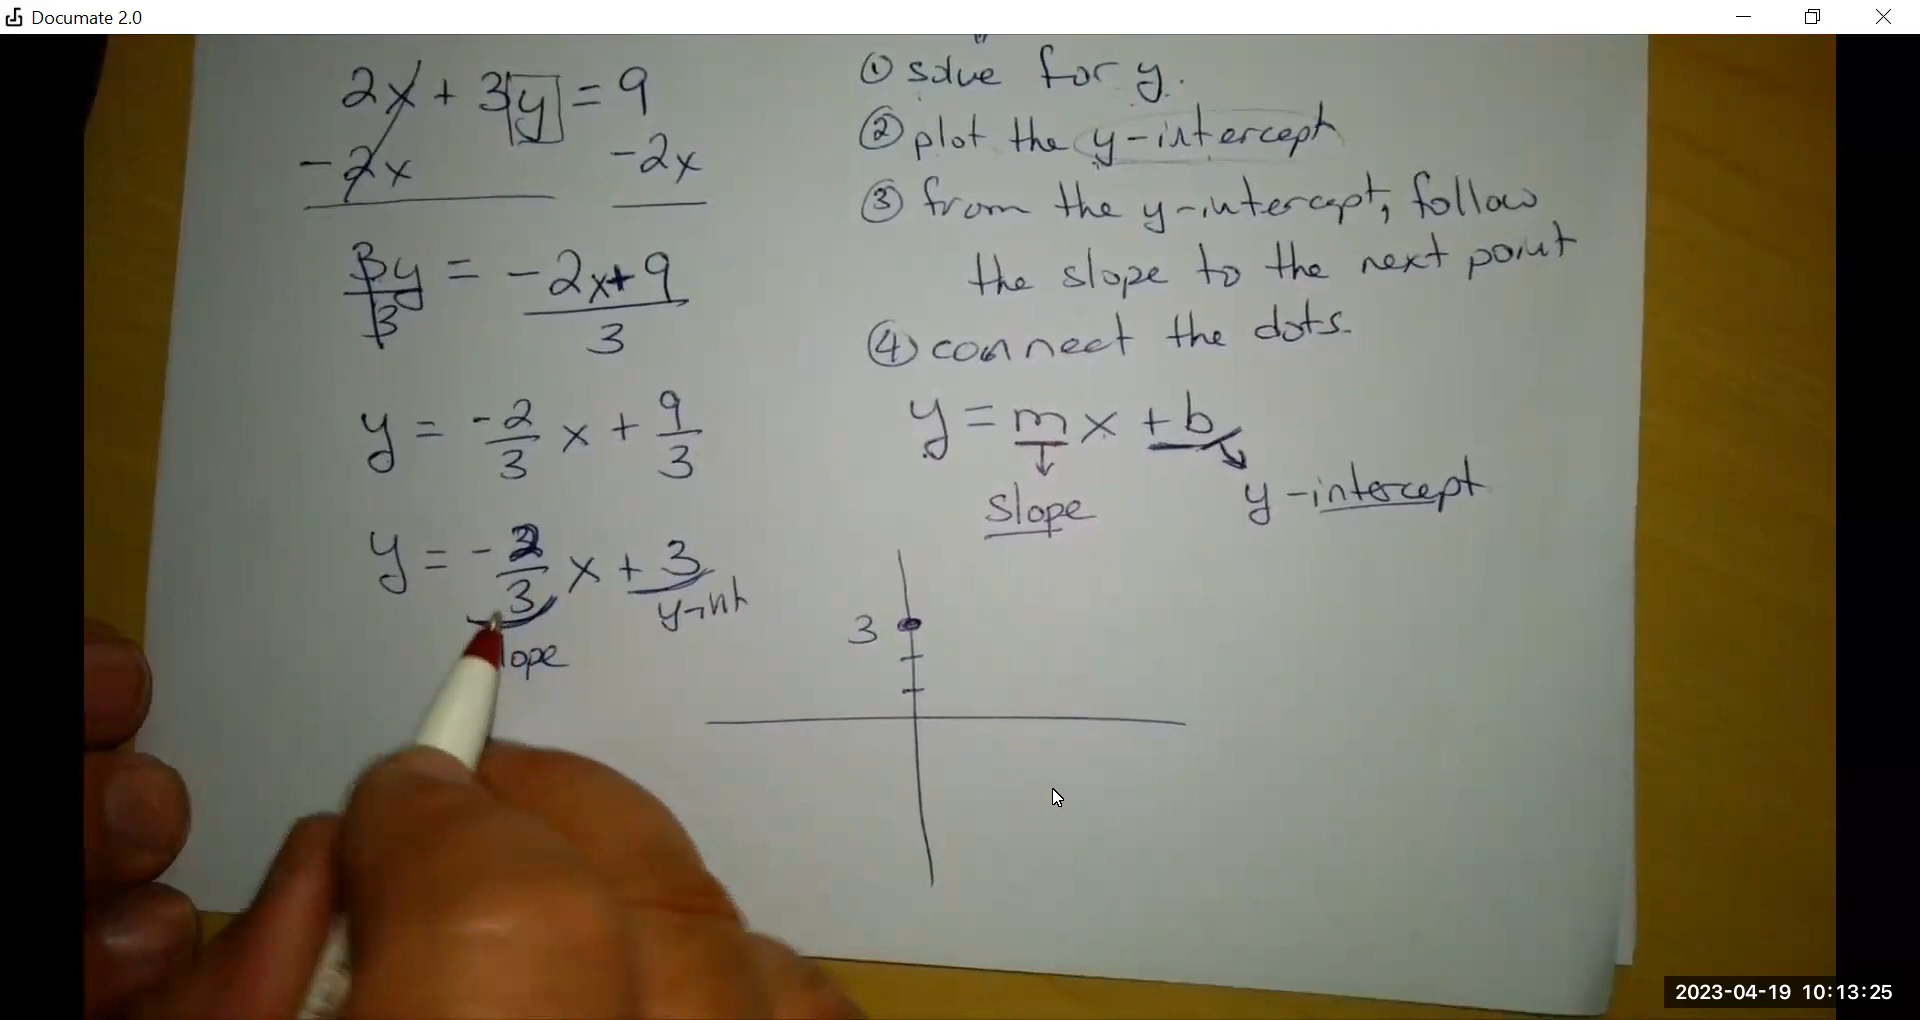 Documate 2.0
2x + 3y = 9
-2x -2x
3y = -2x+9
3 3
y = -2/3 x + 9/3
y = -2/3 x + 3
y-int
① solve for y.
② plot the y-intercept
③ from the y-intercept, follow
the slope to the next point
④ connect the dots.
y = mx + b
slope
y-intercept
3
2023-04-19 10:13:25